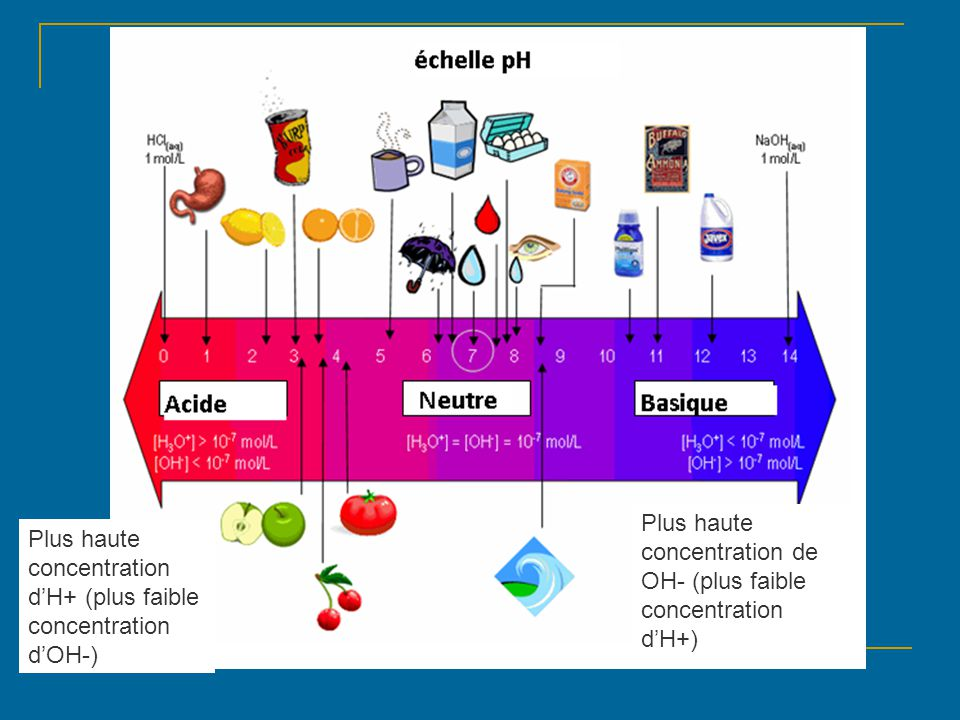 échelle pH
HCl(aq)
1 mol/L
NaOH(aq)
1 mol/L
BUFFALO
AMMONIA
JAVEX
0 1 2 3 4 5 6 7 8 9 10 11 12 13 14
Acide
Neutre
Basique
[H₃O⁺] > 10⁻⁷ mol/L
[OH⁻] < 10⁻⁷ mol/L
[H₃O⁺] = [OH⁻] = 10⁻⁷ mol/L
[H₃O⁺] < 10⁻⁷ mol/L
[OH⁻] > 10⁻⁷ mol/L
Plus haute
concentration
d’H+ (plus faible
concentration
d’OH-)
Plus haute
concentration de
OH- (plus faible
concentration
d’H+)